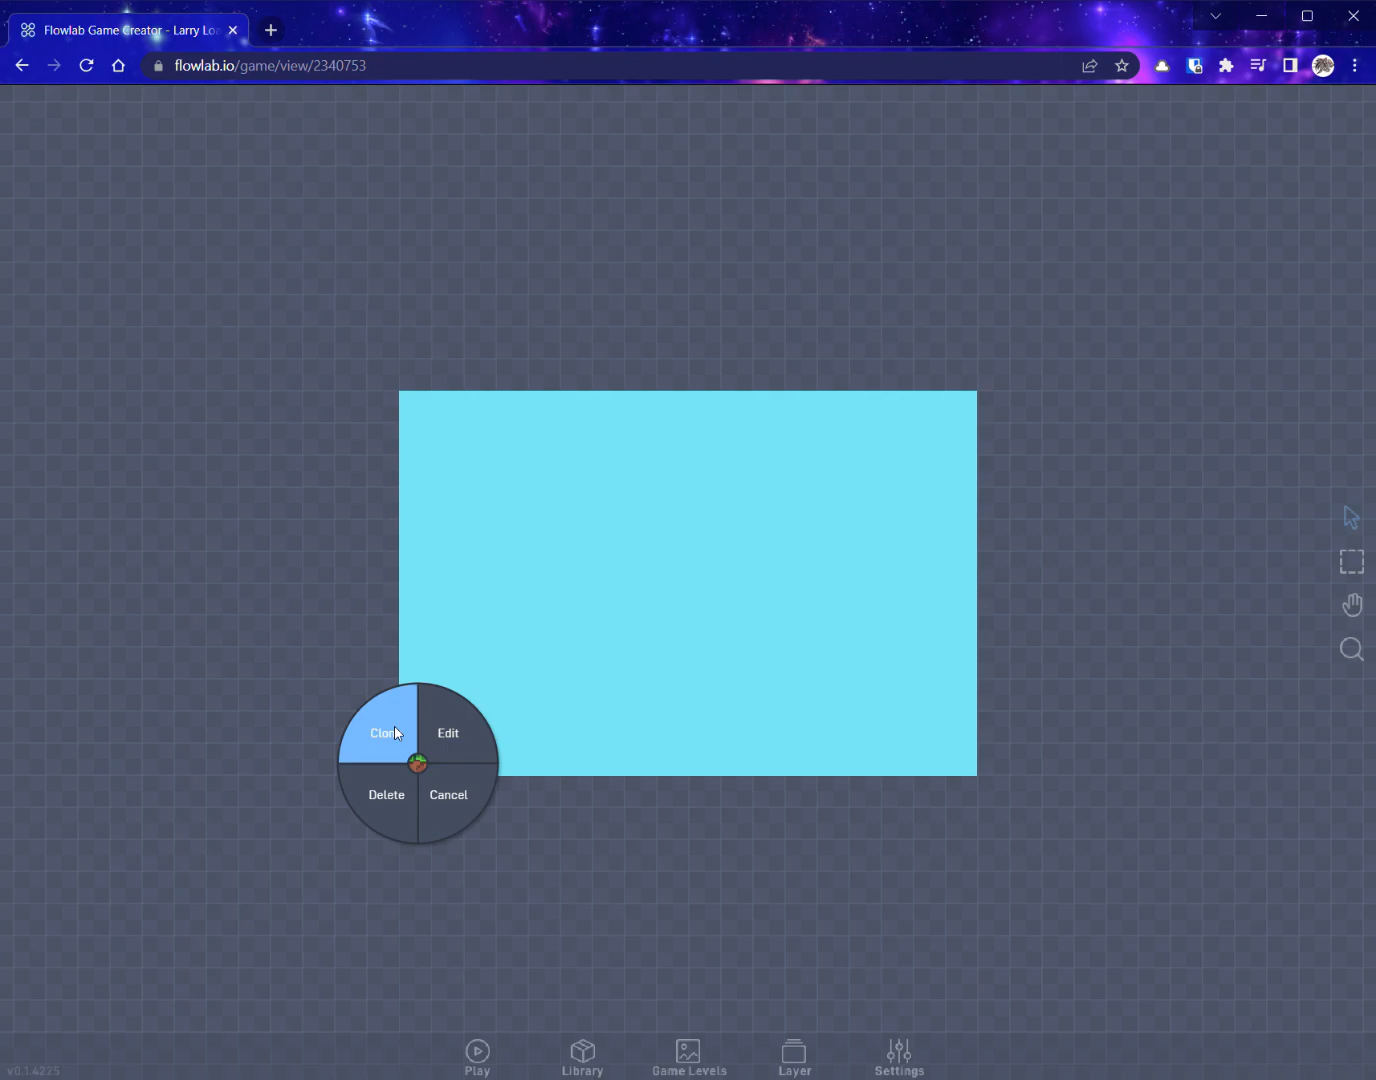 Flowlab Game Creator - Larry Lo
flowlab.io/game/view/2340753
Edit
Delete
Cancel
Play
Library
Game Levels
Layer
Settings
v0.1.4225